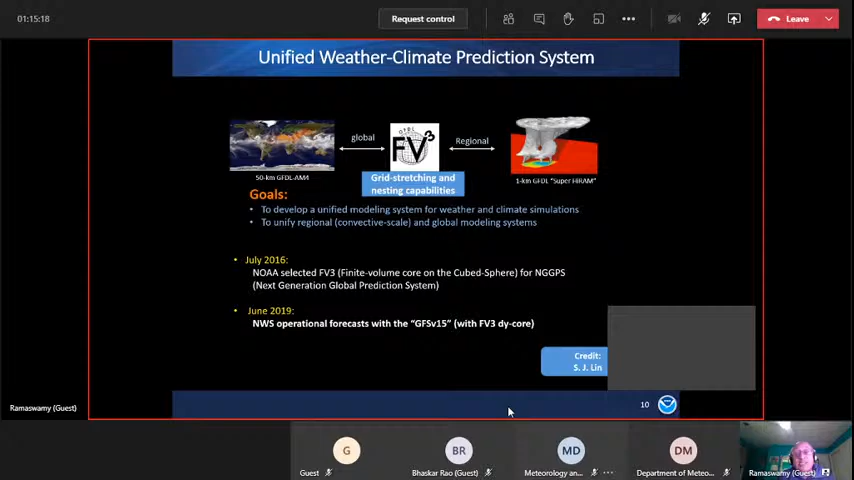 01:15:18
Request control
Leave
Unified Weather-Climate Prediction System
global
GFDL
FV3
Regional
50-km GFDL-AM4
Grid-stretching and
nesting capabilities
1-km GFDL "Super HiRAM"
Goals:
• To develop a unified modeling system for weather and climate simulations
• To unify regional (convective-scale) and global modeling systems
• July 2016:
NOAA selected FV3 (Finite-volume core on the Cubed-Sphere) for NGGPS
(Next Generation Global Prediction System)
• June 2019:
NWS operational forecasts with the "GFSv15" (with FV3 dy-core)
Credit:
S. J. Lin
10
Ramaswamy (Guest)
G
BR
MD
DM
Guest
Bhaskar Rao (Guest)
Meteorology an...
Department of Meteo...
Ramaswamy (Guest)